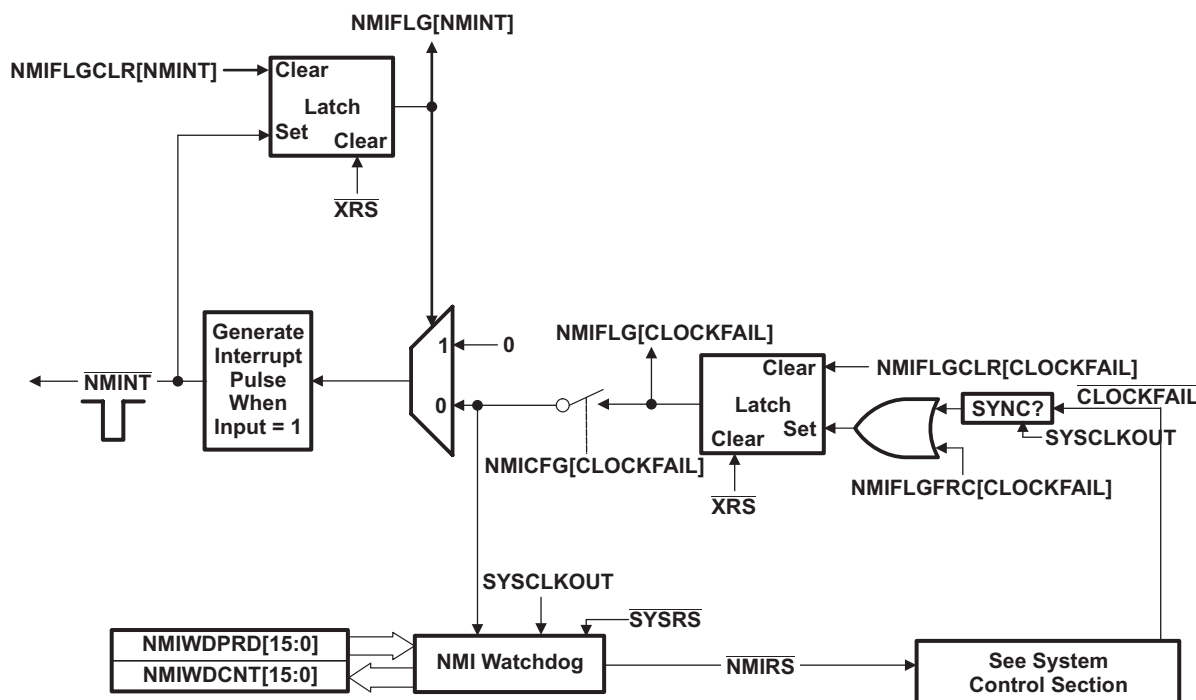 NMIFLG[NMINT]
NMIFLGCLR[NMINT]
Clear
Latch
Set
Clear
XRS
Generate
Interrupt
Pulse
When
Input = 1
NMINT
1
0
0
NMIFLG[CLOCKFAIL]
NMICFG[CLOCKFAIL]
Clear
Latch
Set
Clear
XRS
NMIFLGCLR[CLOCKFAIL]
CLOCKFAIL
SYNC?
SYSCLKOUT
NMIFLGFRC[CLOCKFAIL]
SYSCLKOUT
SYSRS
NMIWDPRD[15:0]
NMIWDCNT[15:0]
NMI Watchdog
NMIRS
See System
Control Section